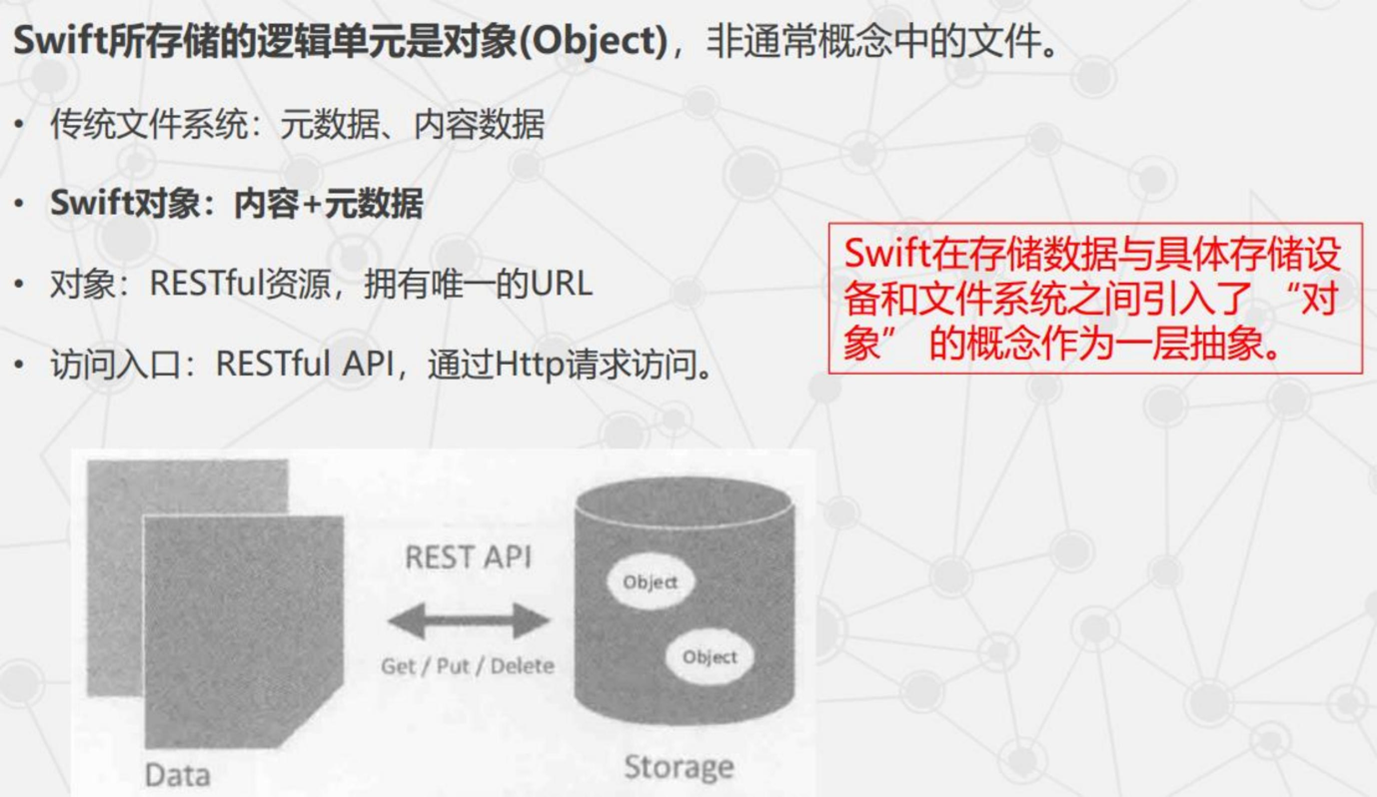 Swift所存储的逻辑单元是对象(Object)，非通常概念中的文件。
• 传统文件系统：元数据、内容数据
• Swift对象：内容+元数据
• 对象：RESTful资源，拥有唯一的URL
• 访问入口：RESTful API，通过Http请求访问。
Swift在存储数据与具体存储设
备和文件系统之间引入了 “对
象” 的概念作为一层抽象。
REST API
Get / Put / Delete
Object
Object
Data
Storage